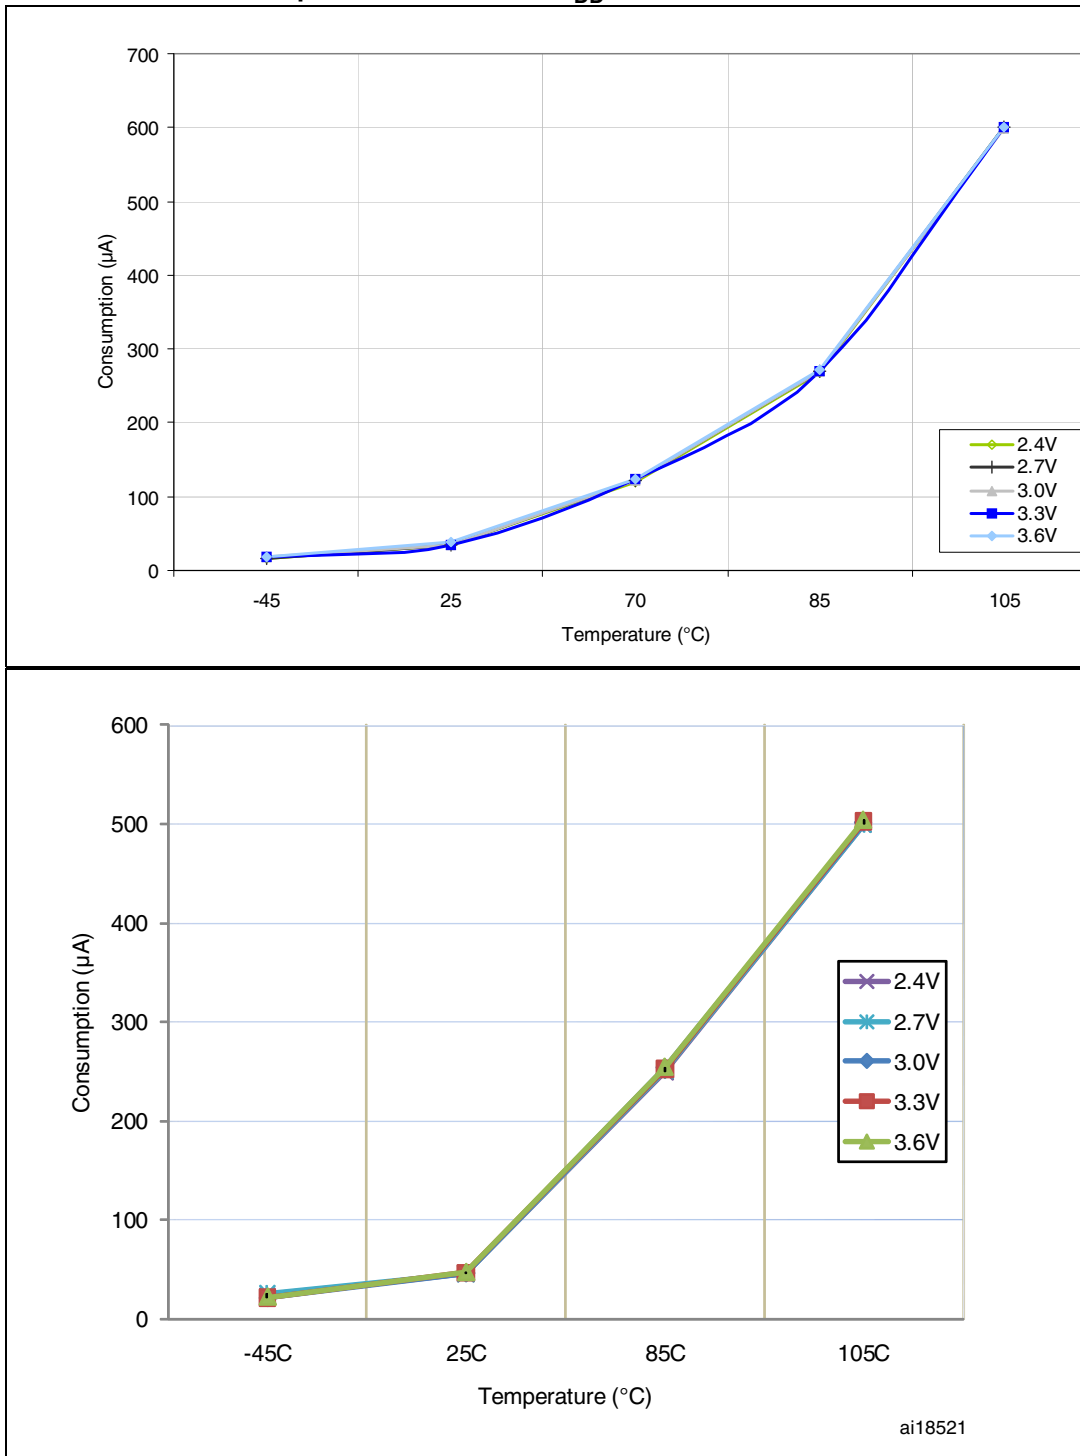 DD
700
600
500
400
300
200
100
0
Consumption (µA)
-45 25 70 85 105
Temperature (°C)
2.4V
2.7V
3.0V
3.3V
3.6V
600
500
400
300
200
100
0
Consumption (µA)
-45C 25C 85C 105C
Temperature (°C)
2.4V
2.7V
3.0V
3.3V
3.6V
ai18521